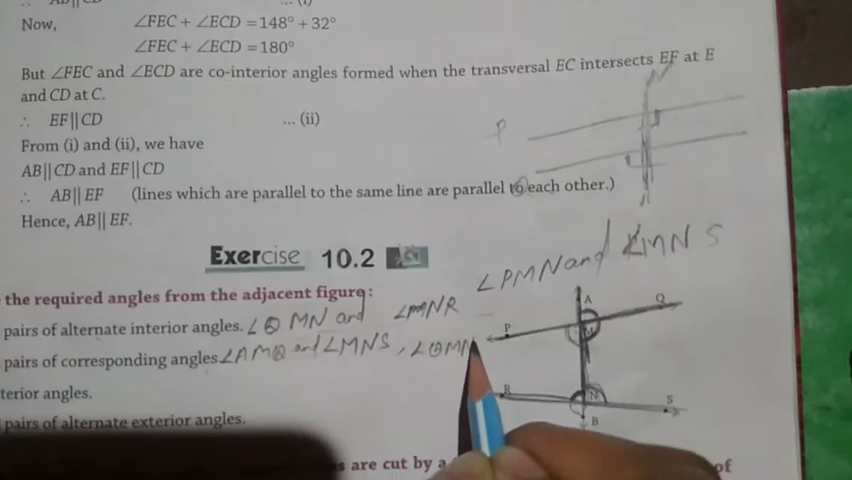 Now, ∠FEC + ∠ECD = 148° + 32°
∠FEC + ∠ECD = 180°
But ∠FEC and ∠ECD are co-interior angles formed when the transversal EC intersects EF at E
and CD at C.
∴ EF||CD ... (ii)
From (i) and (ii), we have
AB||CD and EF||CD
∴ AB||EF (lines which are parallel to the same line are parallel to each other.)
Hence, AB||EF.
P
Exercise 10.2
∠PMN and ∠MNS
the required angles from the adjacent figure:
pairs of alternate interior angles. ∠QMN and ∠MNR
pairs of corresponding angles ∠AMQ and ∠MNS, ∠QMN
terior angles.
pairs of alternate exterior angles.
A
Q
P
M
R
N
S
B
are cut by a
of